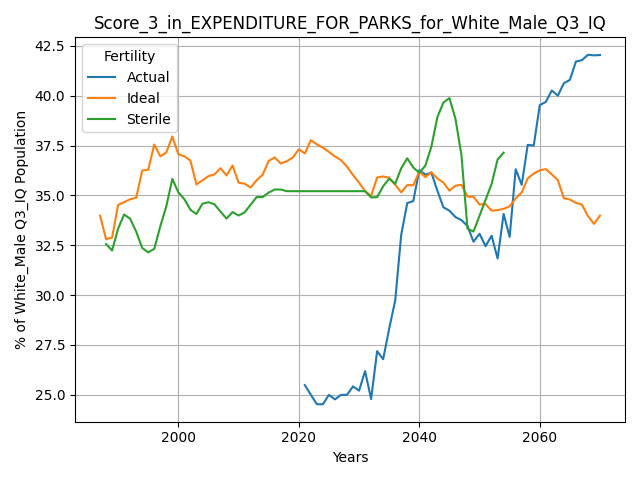 Score_3_in_EXPENDITURE_FOR_PARKS_for_White_Male_Q3_IQ
% of White_Male Q3_IQ Population
42.5
40.0
37.5
35.0
32.5
30.0
27.5
25.0
Fertility
Actual
Ideal
Sterile
2000
2020
2040
2060
Years